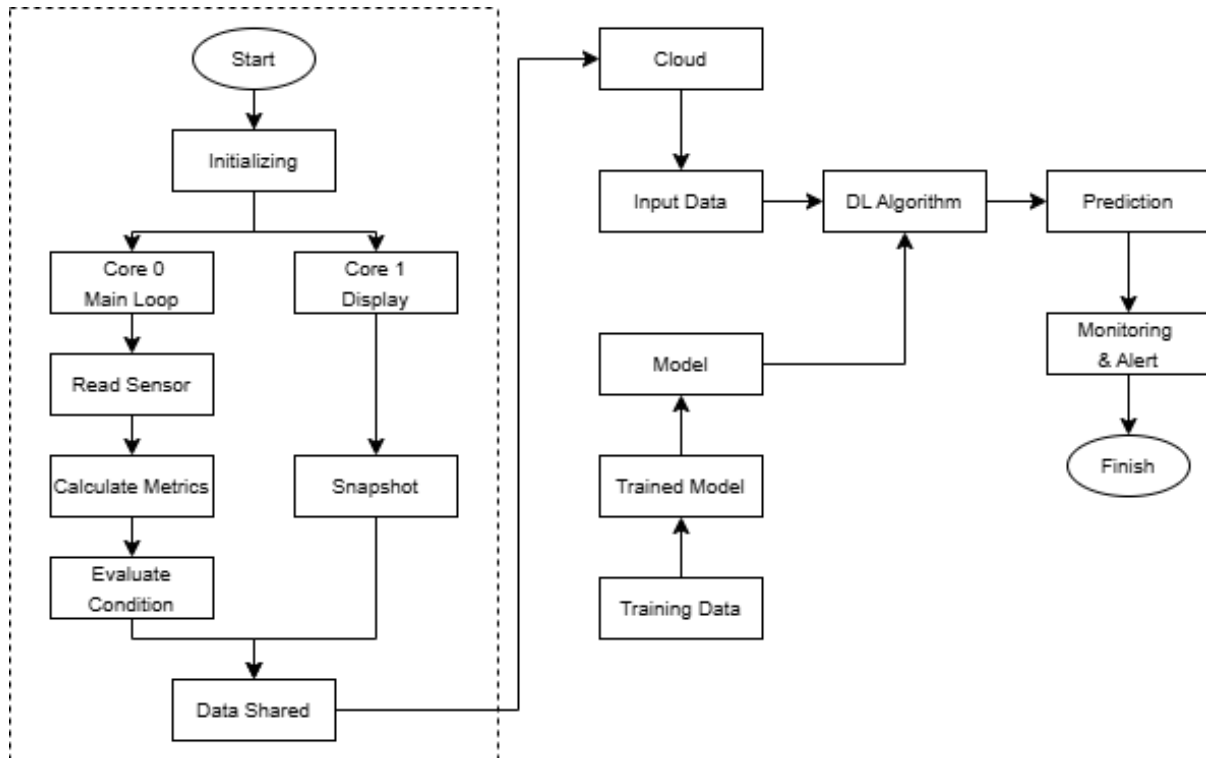 Start
Initializing
Core 0
Main Loop
Core 1
Display
Read Sensor
Calculate Metrics
Snapshot
Evaluate
Condition
Data Shared
Cloud
Input Data
DL Algorithm
Prediction
Model
Monitoring
& Alert
Trained Model
Finish
Training Data